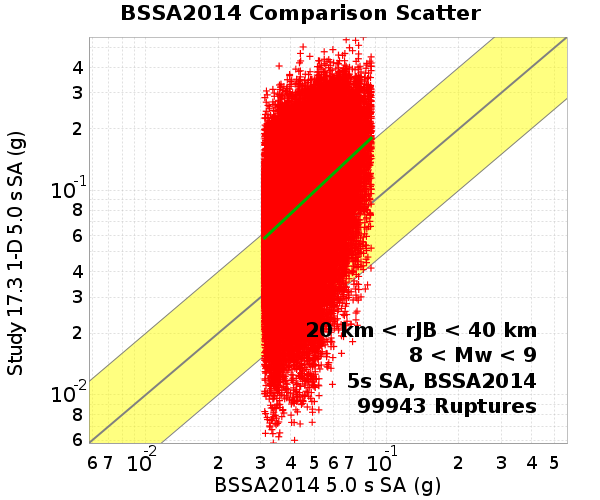 BSSA2014 Comparison Scatter
Study 17.3 1-D 5.0 s SA (g)
4
3
2
10-1
8
6
4
3
2
10-2
8
6
20 km < rJB < 40 km
8 < Mw < 9
5s SA, BSSA2014
99943 Ruptures
6 7 10-2 2 3 4 5 6 7 10-1 2 3 4 5
BSSA2014 5.0 s SA (g)